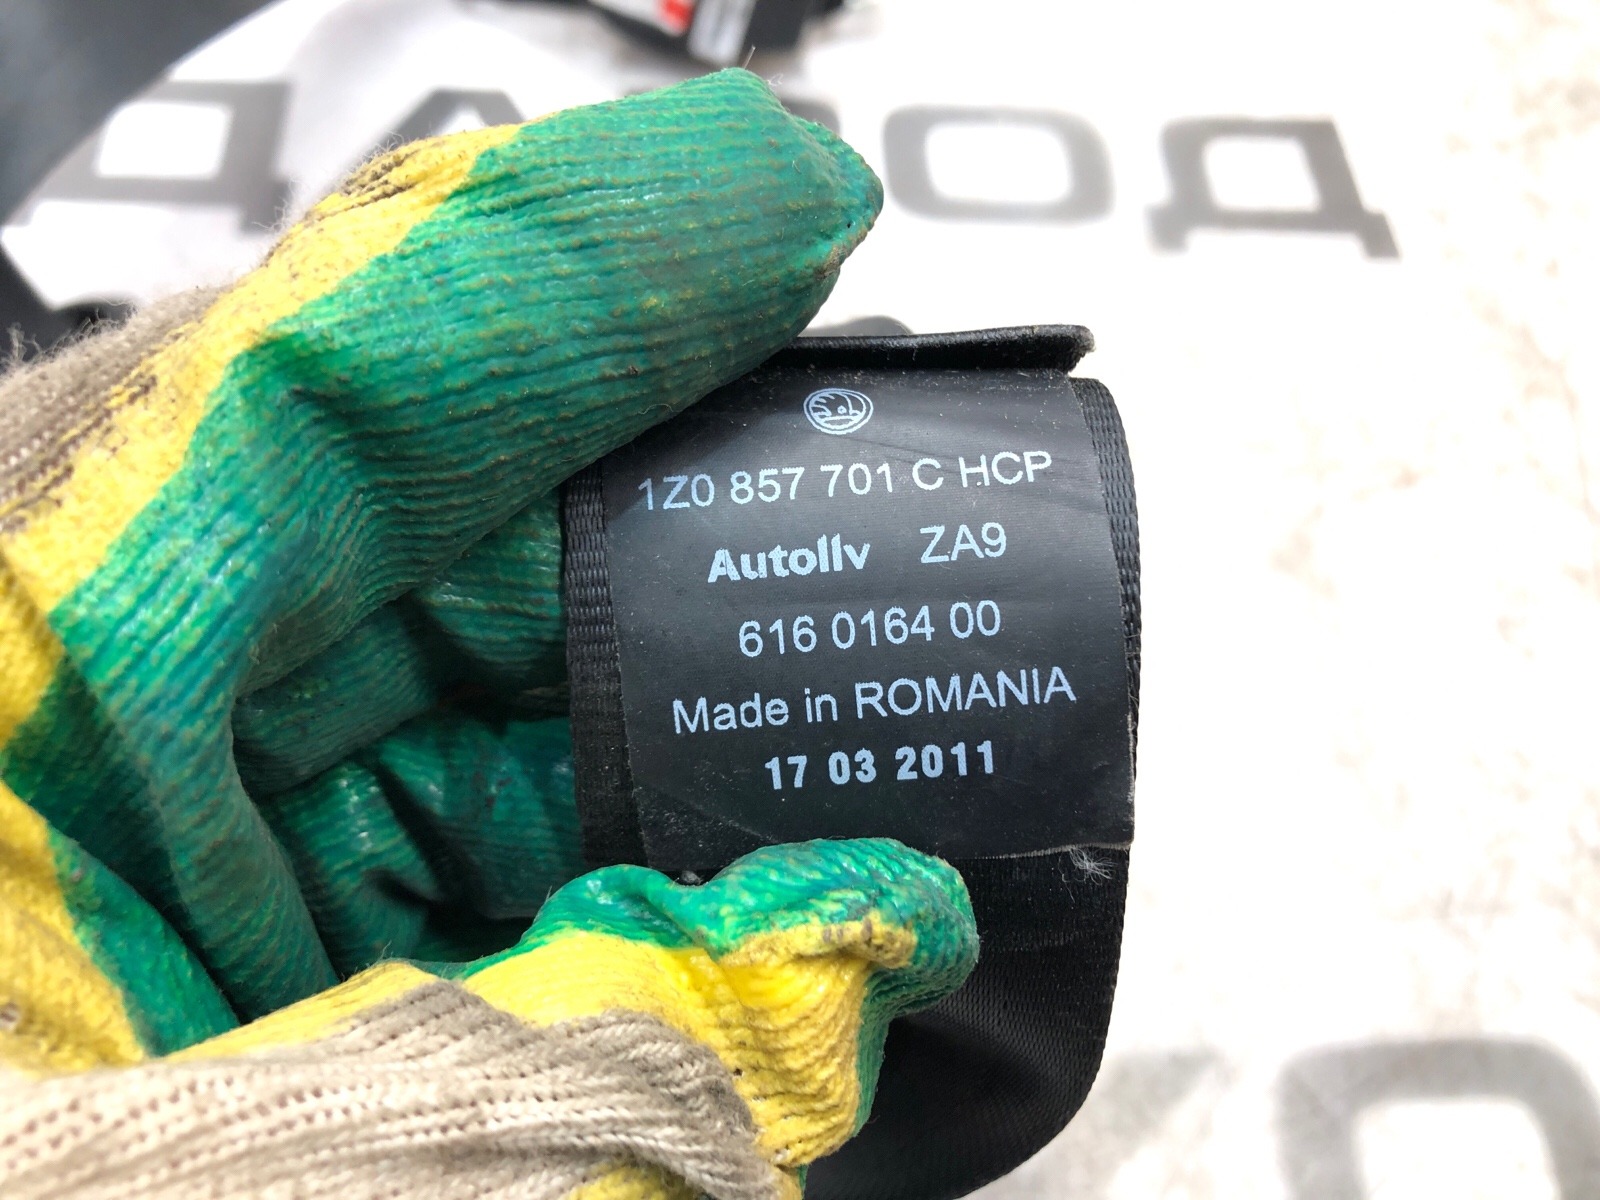 1Z0 857 701 C HCP
Autoliv ZA9
616 0164 00
Made in ROMANIA
17 03 2011